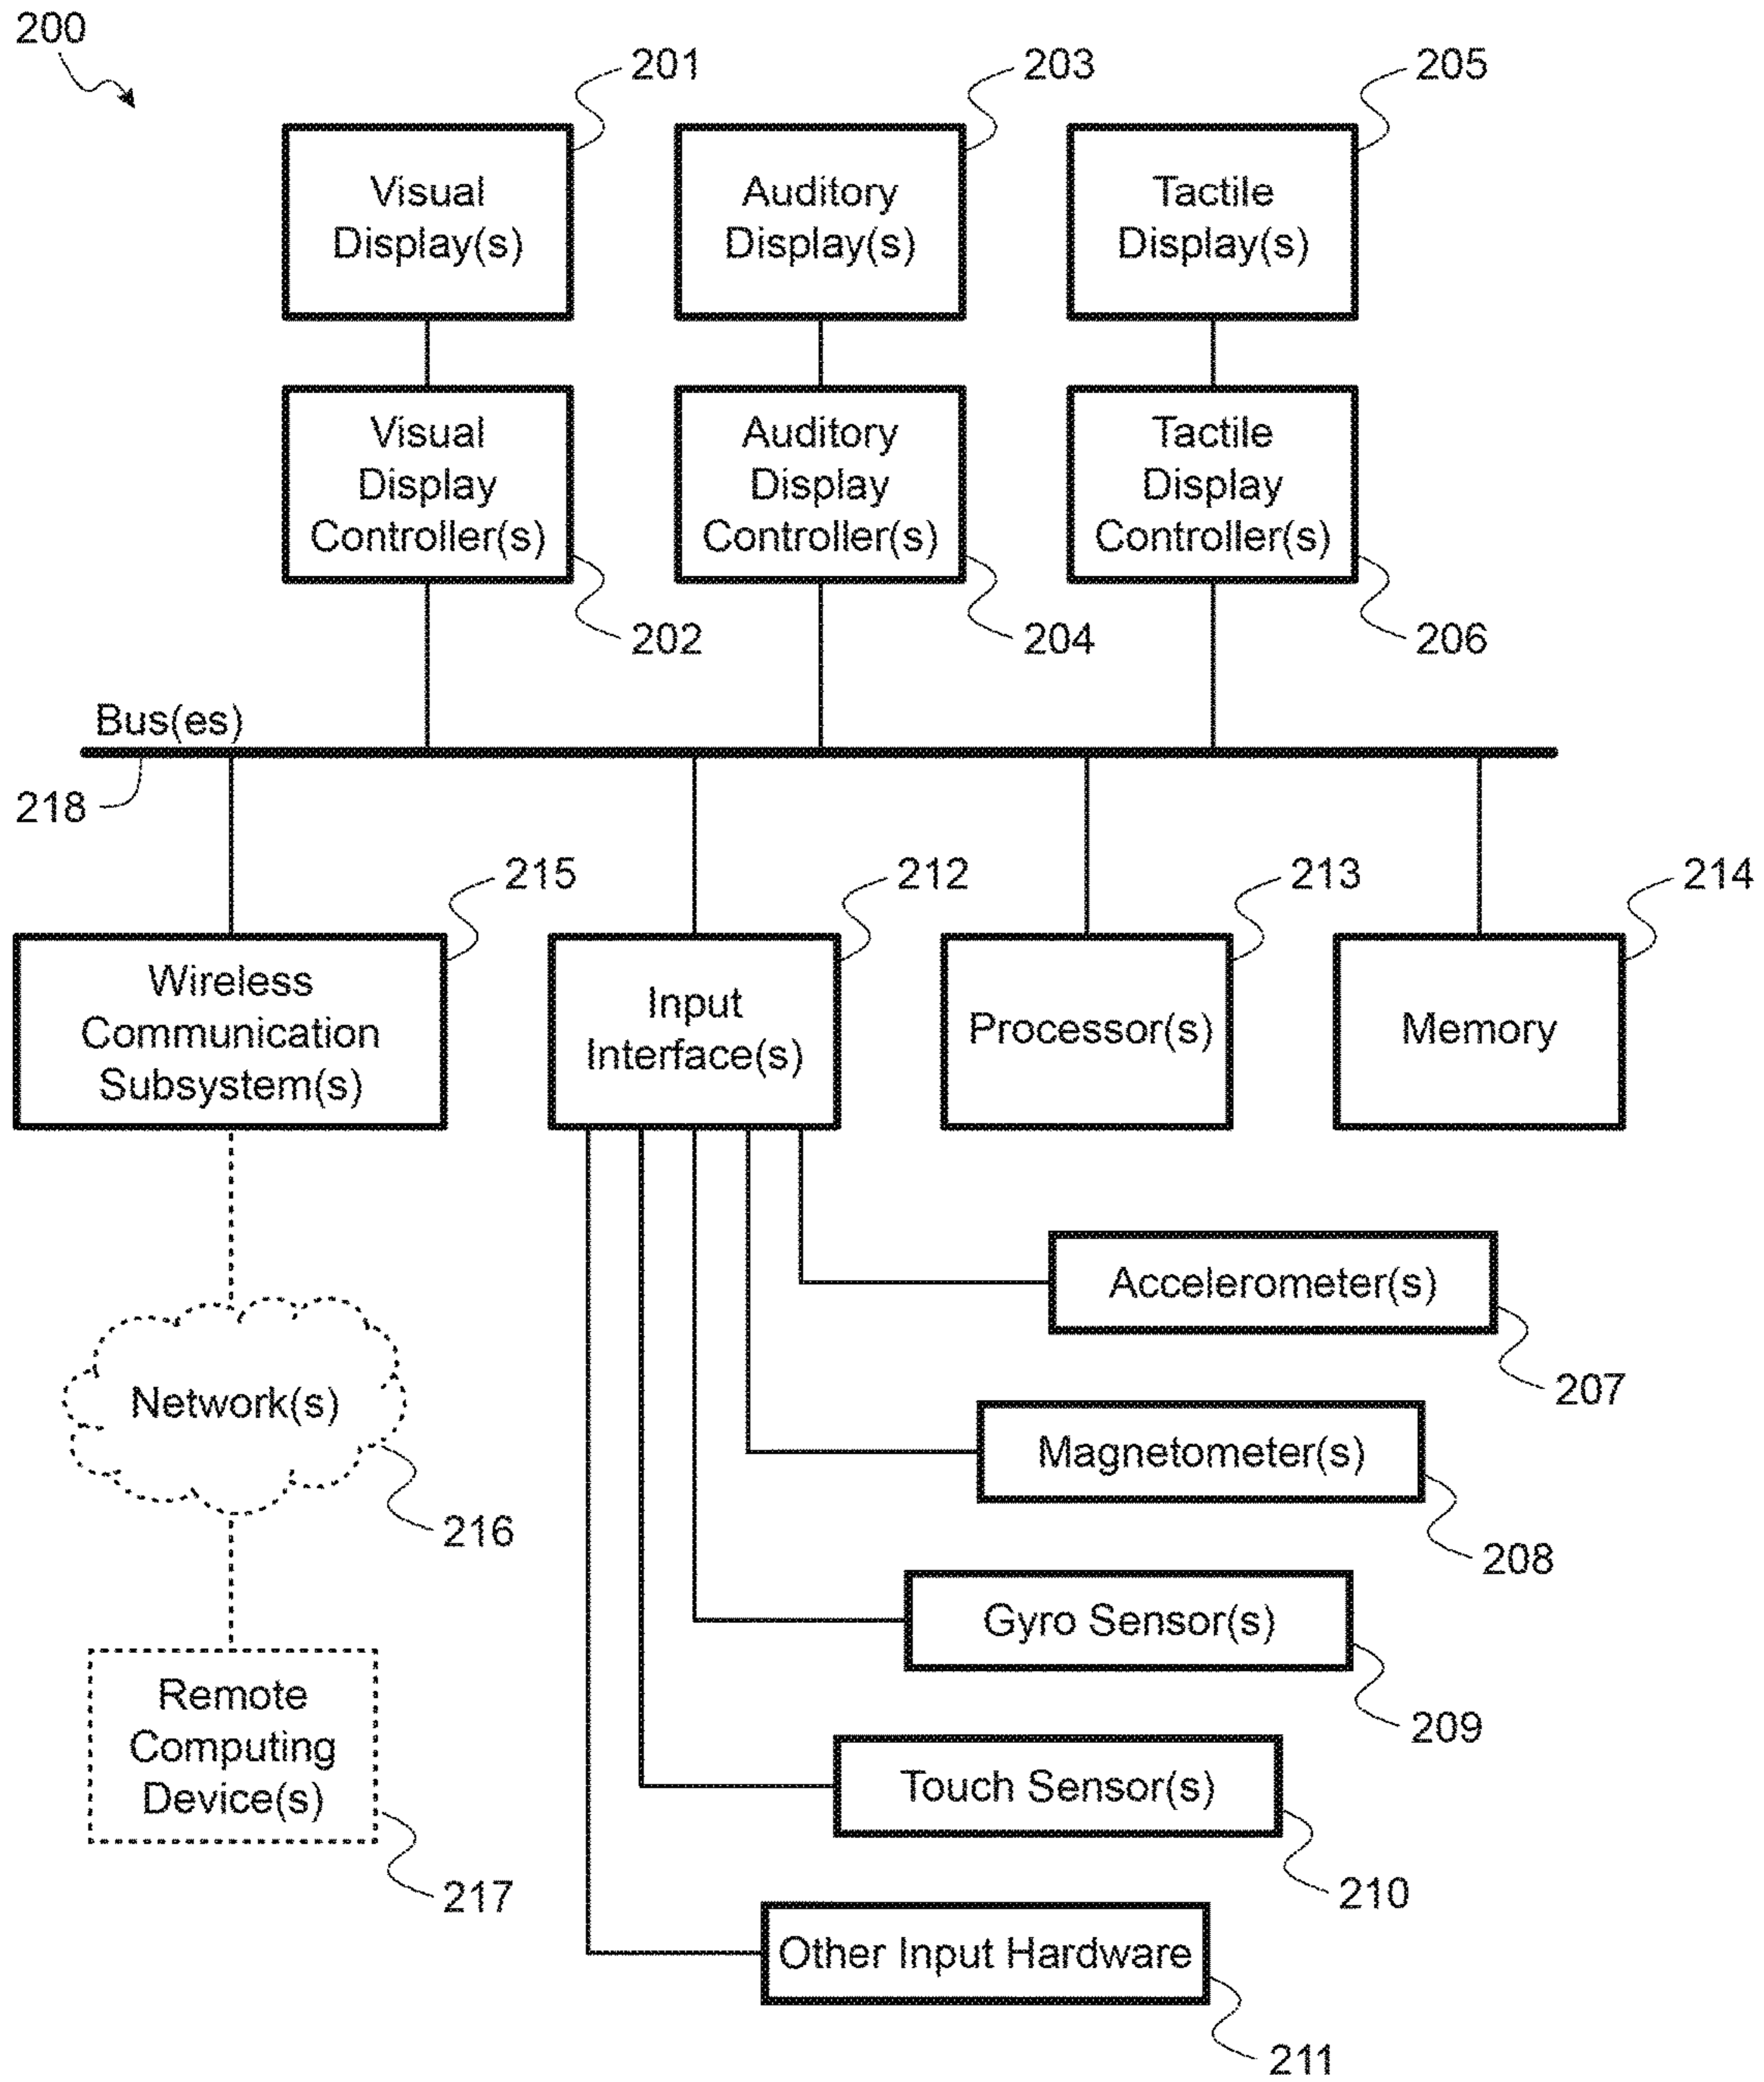 200
201
203
205
Visual
Display(s)
Auditory
Display(s)
Tactile
Display(s)
Visual
Display
Controller(s)
Auditory
Display
Controller(s)
Tactile
Display
Controller(s)
202
204
206
Bus(es)
218
215
212
213
214
Wireless
Communication
Subsystem(s)
Input
Interface(s)
Processor(s)
Memory
Accelerometer(s)
207
Network(s)
216
Magnetometer(s)
208
Gyro Sensor(s)
209
Remote
Computing
Device(s)
217
Touch Sensor(s)
210
Other Input Hardware
211